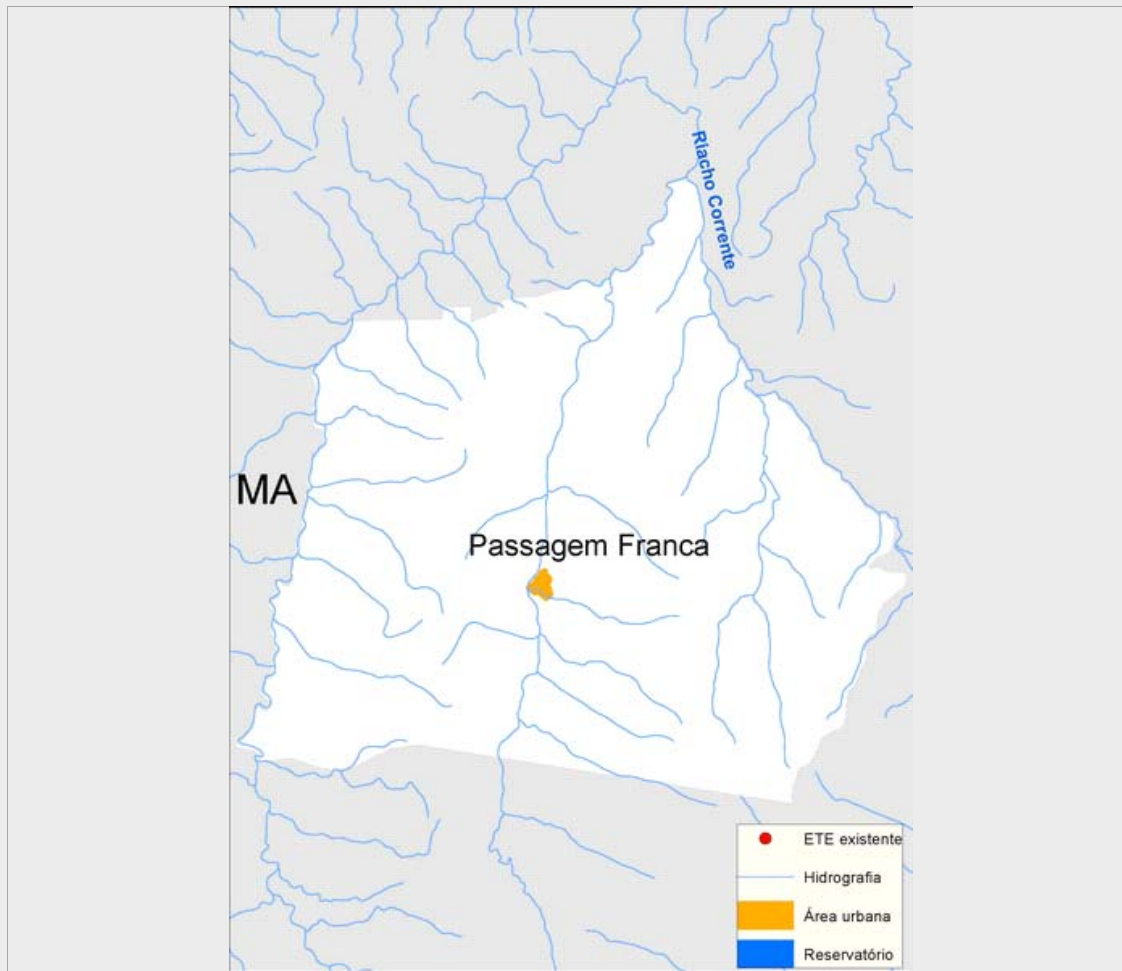 Riacho Corrente
MA
Passagem Franca
ETE existente
Hidrografia
Área urbana
Reservatório